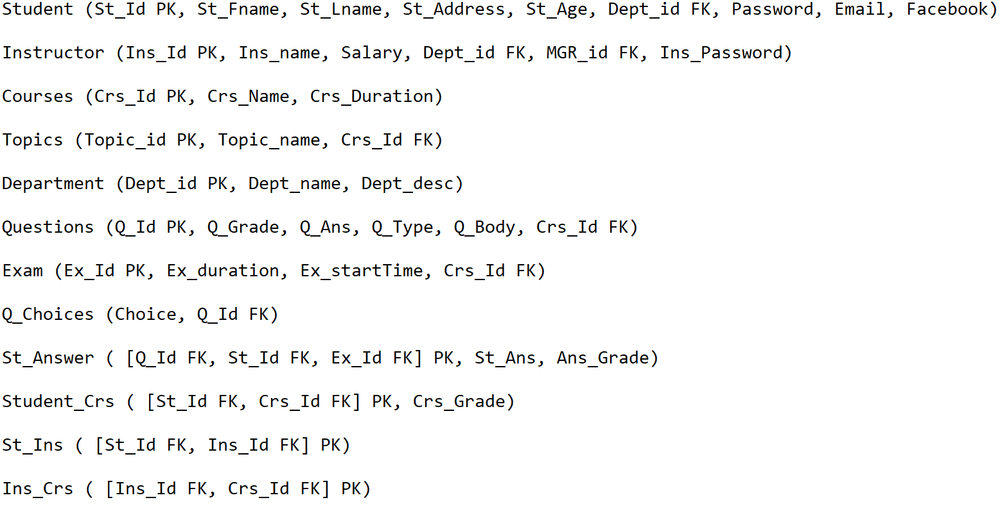 Student (St_Id PK, St_Fname, St_Lname, St_Address, St_Age, Dept_id FK, Password, Email, Facebook)
Instructor (Ins_Id PK, Ins_name, Salary, Dept_id FK, MGR_id FK, Ins_Password)
Courses (Crs_Id PK, Crs_Name, Crs_Duration)
Topics (Topic_id PK, Topic_name, Crs_Id FK)
Department (Dept_id PK, Dept_name, Dept_desc)
Questions (Q_Id PK, Q_Grade, Q_Ans, Q_Type, Q_Body, Crs_Id FK)
Exam (Ex_Id PK, Ex_duration, Ex_startTime, Crs_Id FK)
Q_Choices (Choice, Q_Id FK)
St_Answer ( [Q_Id FK, St_Id FK, Ex_Id FK] PK, St_Ans, Ans_Grade)
Student_Crs ( [St_Id FK, Crs_Id FK] PK, Crs_Grade)
St_Ins ( [St_Id FK, Ins_Id FK] PK)
Ins_Crs ( [Ins_Id FK, Crs_Id FK] PK)